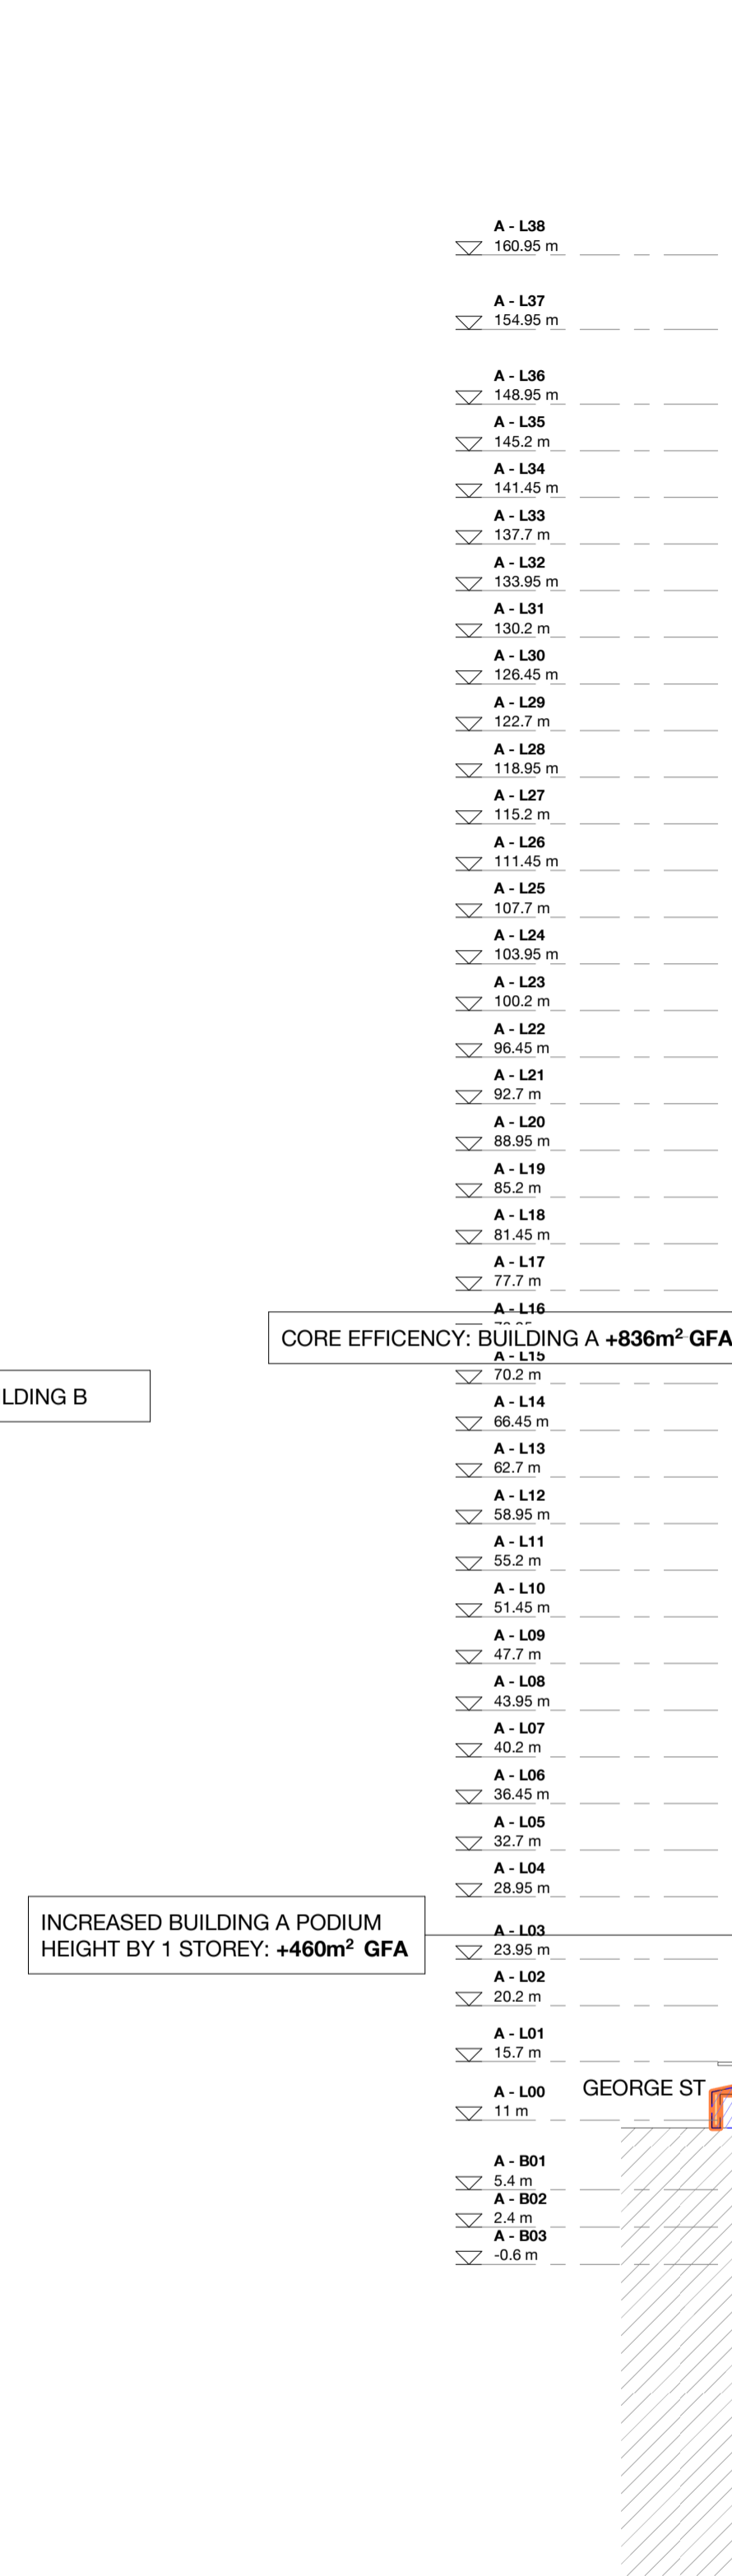 A - L38
160.95 m
A - L37
154.95 m
A - L36
148.95 m
A - L35
145.2 m
A - L34
141.45 m
A - L33
137.7 m
A - L32
133.95 m
A - L31
130.2 m
A - L30
126.45 m
A - L29
122.7 m
A - L28
118.95 m
A - L27
115.2 m
A - L26
111.45 m
A - L25
107.7 m
A - L24
103.95 m
A - L23
100.2 m
A - L22
96.45 m
A - L21
92.7 m
A - L20
88.95 m
A - L19
85.2 m
A - L18
81.45 m
A - L17
77.7 m
A - L16
CORE EFFICENCY: BUILDING A +836m² GFA
A - L15
70.2 m
LDING B
A - L14
66.45 m
A - L13
62.7 m
A - L12
58.95 m
A - L11
55.2 m
A - L10
51.45 m
A - L09
47.7 m
A - L08
43.95 m
A - L07
40.2 m
A - L06
36.45 m
A - L05
32.7 m
A - L04
28.95 m
INCREASED BUILDING A PODIUM
HEIGHT BY 1 STOREY: +460m² GFA
A - L03
23.95 m
A - L02
20.2 m
A - L01
15.7 m
GEORGE ST
A - L00
11 m
A - B01
5.4 m
A - B02
2.4 m
A - B03
-0.6 m